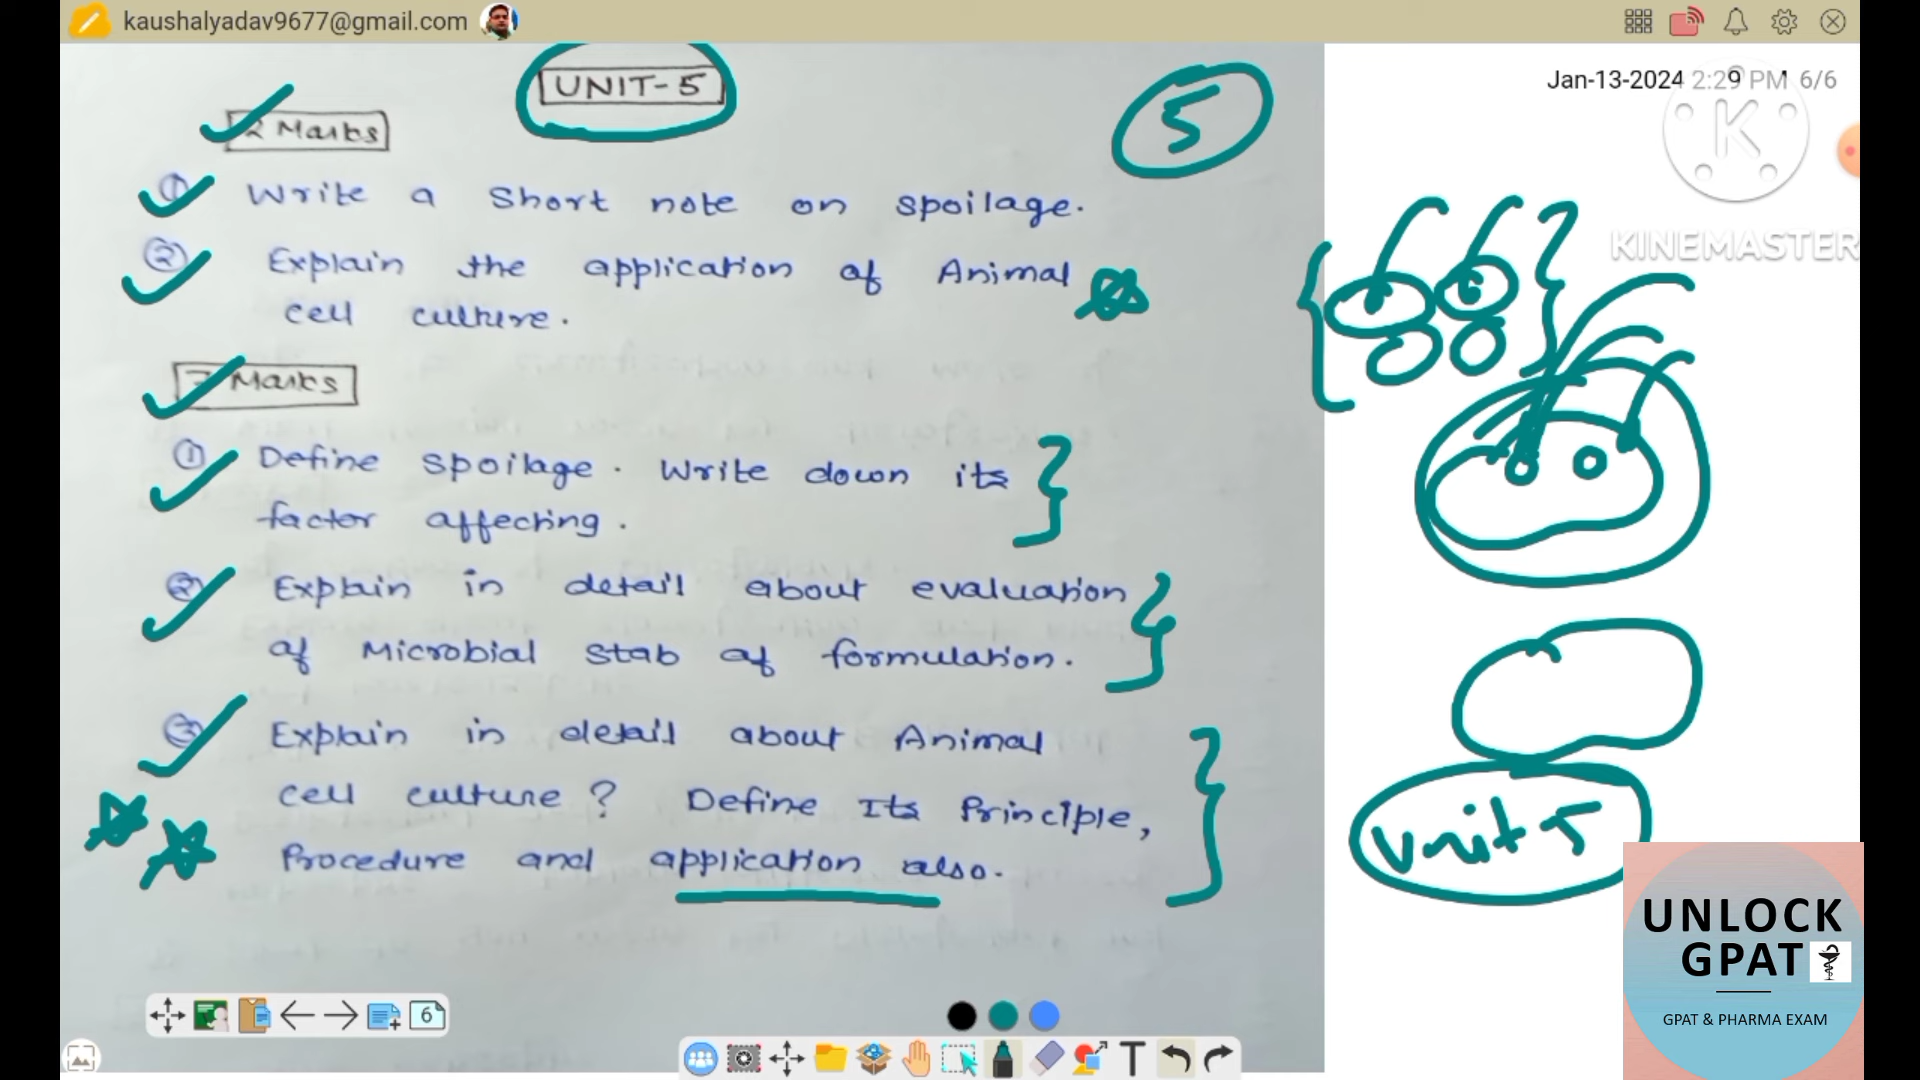 kaushalyadav9677@gmail.com
Jan-13-2024 2:29 PM 6/6
UNIT-5
5
2 Marks
① Write a Short note on spoilage.
② Explain the application of Animal
cell culture.
7 Marks
① Define spoilage. Write down its
factor affecting.
② Explain in detail about evaluation
of Microbial stab of formulation.
③ Explain in detail about Animal
cell culture? Define Its Principle,
Procedure and application also.
K
KINEMASTER
unit 5
UNLOCK
GPAT
GPAT & PHARMA EXAM
6
T